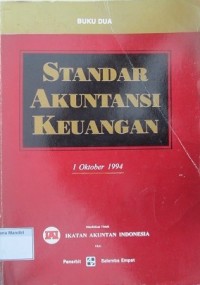 BUKU DUA
STANDAR
AKUNTANSI
KEUANGAN
1 Oktober 1994
IKATAN AKUNTAN INDONESIA
Penerbit
Salemba Empat